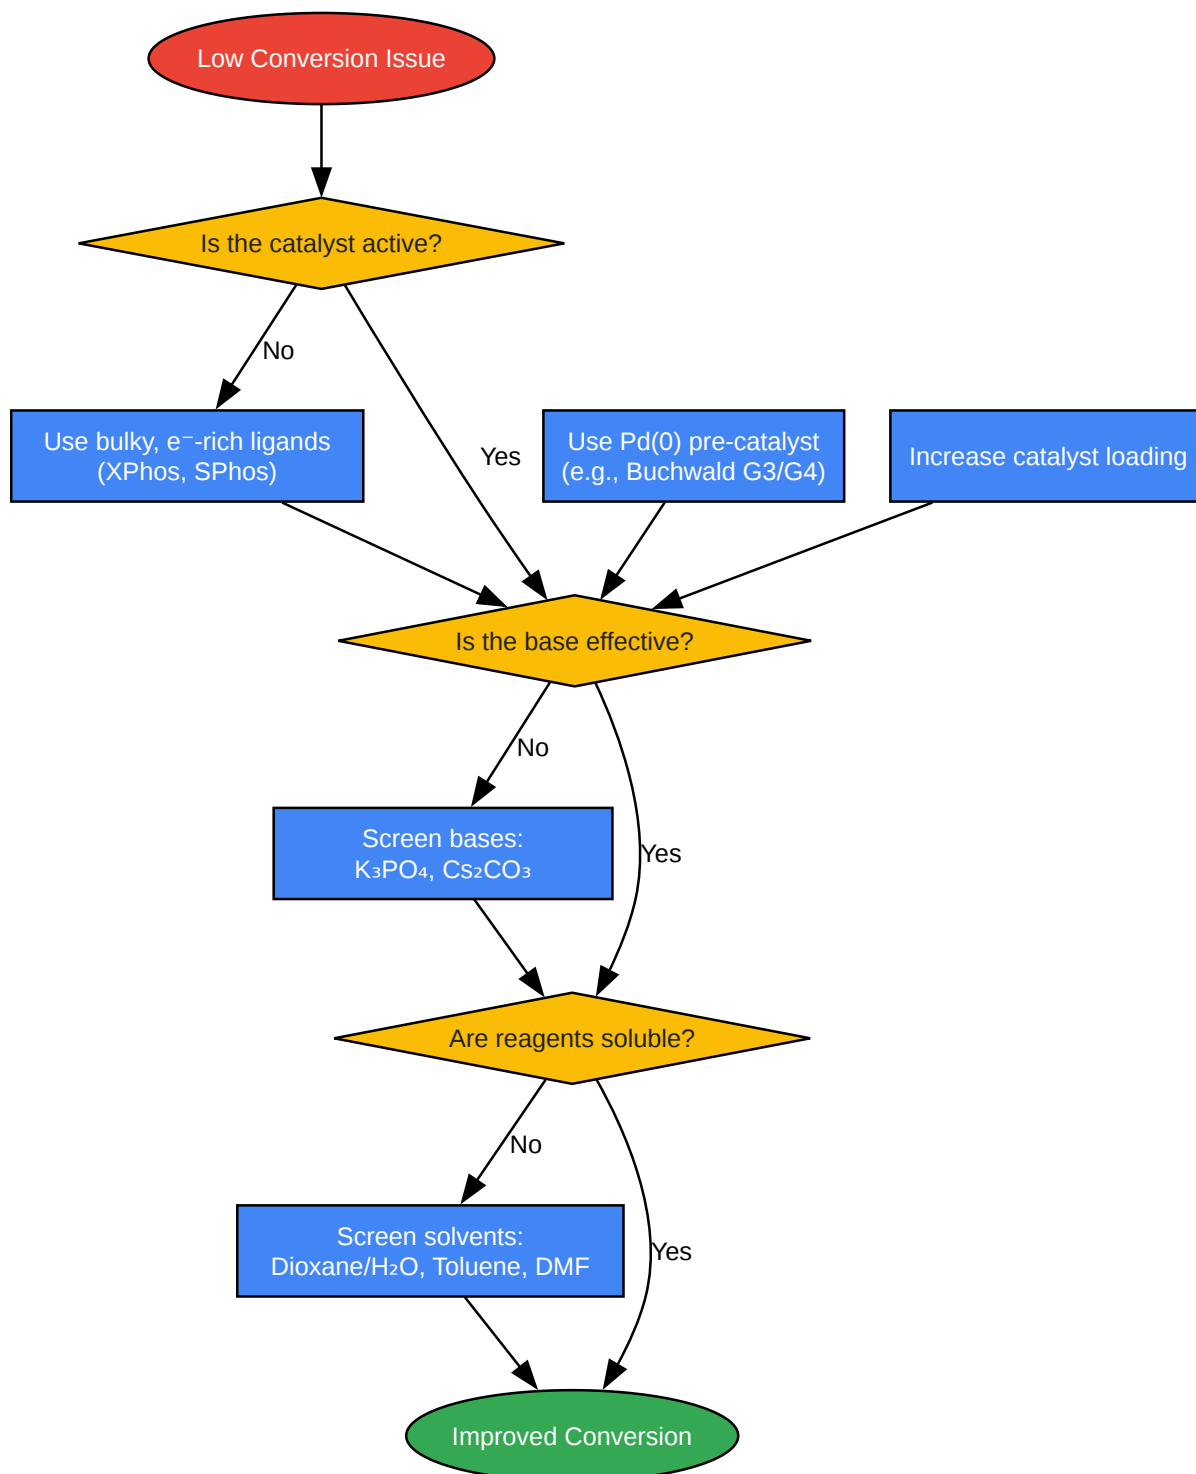 Low Conversion Issue
Is the catalyst active?
No
Yes
Use bulky, e⁻-rich ligands
(XPhos, SPhos)
Use Pd(0) pre-catalyst
(e.g., Buchwald G3/G4)
Increase catalyst loading
Is the base effective?
No
Yes
Screen bases:
K₃PO₄, Cs₂CO₃
Are reagents soluble?
No
Yes
Screen solvents:
Dioxane/H₂O, Toluene, DMF
Improved Conversion